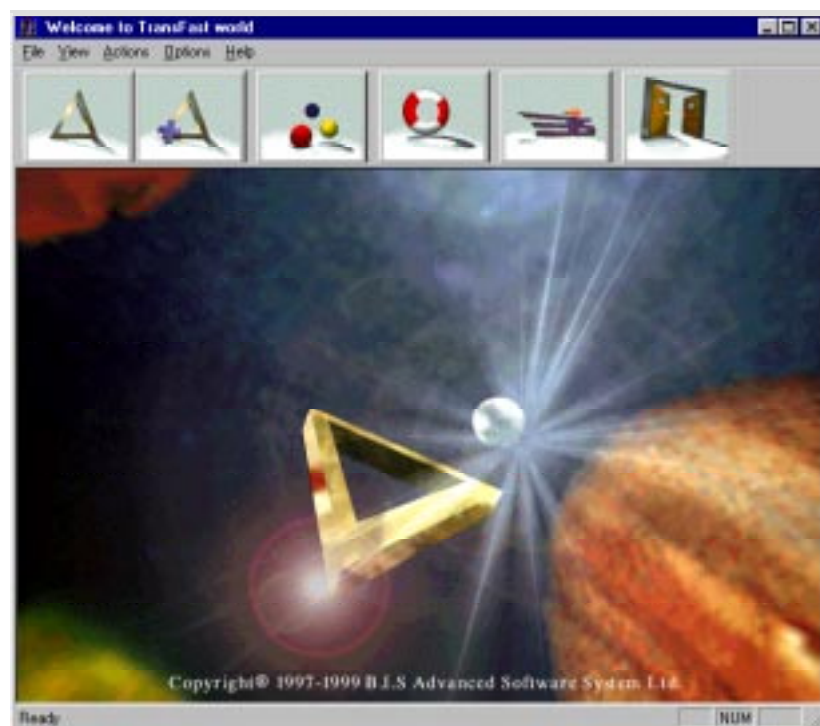 Welcome to TransFast world
File View Actions Options Help
Copyright® 1997-1999 B.I.S Advanced Software System Ltd.
Ready NUM